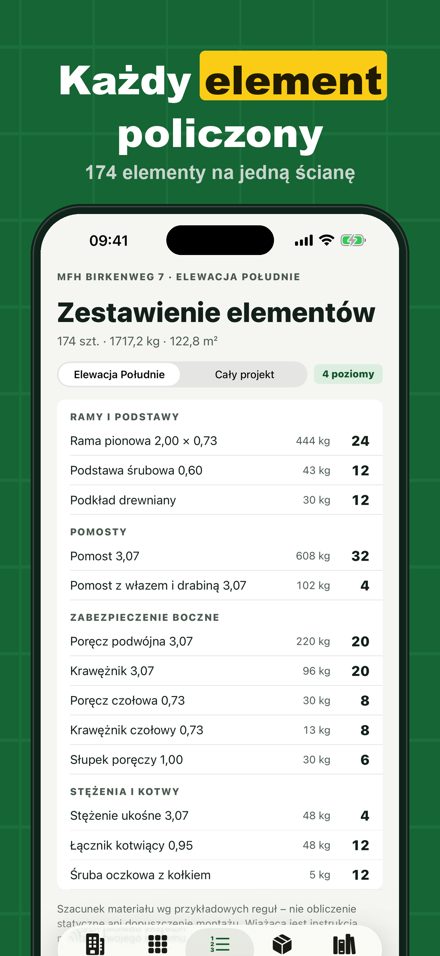 Każdy element
policzony
174 elementy na jedną ścianę
09:41
MFH BIRKENWEG 7 · ELEWACJA POŁUDNIE
Zestawienie elementów
174 szt. · 1717,2 kg · 122,8 m²
Elewacja Południe Cały projekt 4 poziomy
RAMY I PODSTAWY
Rama pionowa 2,00 × 0,73 444 kg 24
Podstawa śrubowa 0,60 43 kg 12
Podkład drewniany 30 kg 12
POMOSTY
Pomost 3,07 608 kg 32
Pomost z włazem i drabiną 3,07 102 kg 4
ZABEZPIECZENIE BOCZNE
Poręcz podwójna 3,07 220 kg 20
Krawężnik 3,07 96 kg 20
Poręcz czołowa 0,73 30 kg 8
Krawężnik czołowy 0,73 13 kg 8
Słupek poręczy 1,00 30 kg 6
STĘŻENIA I KOTWY
Stężenie ukośne 3,07 48 kg 4
Łącznik kotwiący 0,95 48 kg 12
Śruba oczkowa z kołkiem 5 kg 12
Szacunek materiału wg przykładowych reguł – nie obliczenie
statyczne ani dopuszczenie montażu. Wiążąca jest instrukcja